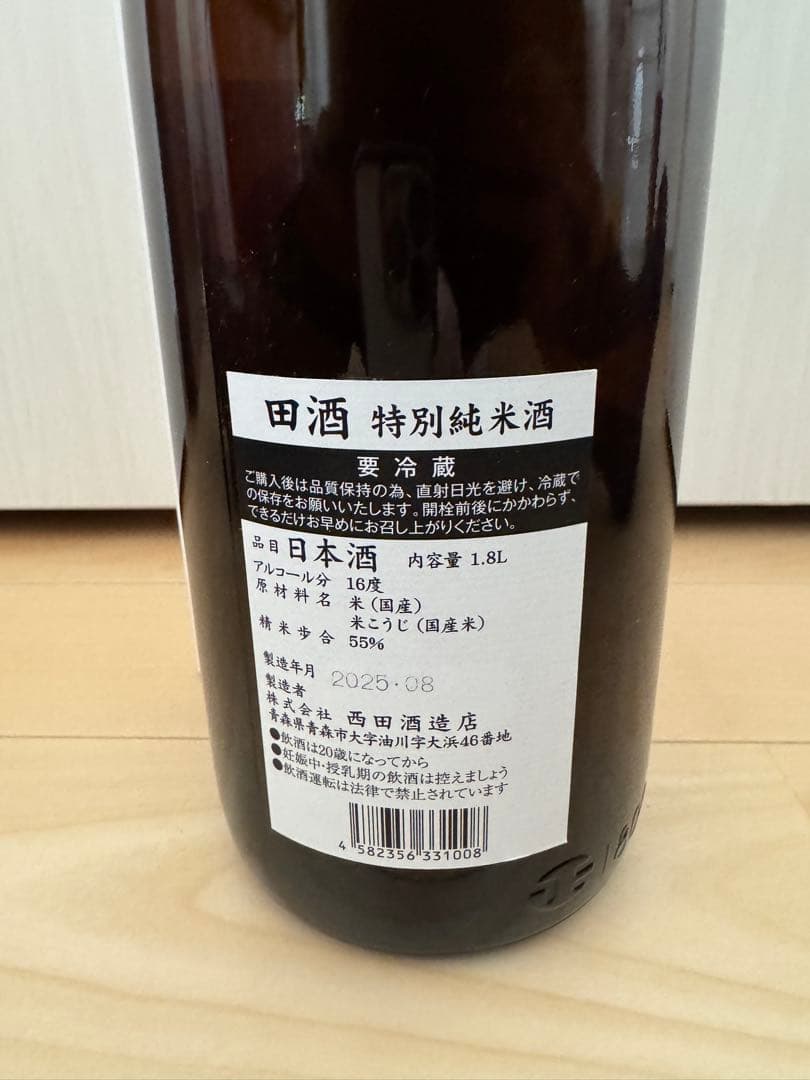 田酒 特別純米酒
要冷蔵
ご購入後は品質保持の為、直射日光を避け、冷蔵で
の保存をお願いいたします。開栓前後にかかわらず、
できるだけお早めにお召し上がりください。
品目 日本酒 内容量 1.8L
アルコール分 16度
原材料名 米(国産)
米こうじ(国産米)
精米歩合 55%
製造年月 2025・08
製造者
株式会社 西田酒造店
青森県青森市大字油川字大浜46番地
●飲酒は20歳になってから
●妊娠中・授乳期の飲酒は控えましょう
●飲酒運転は法律で禁止されています
4 582356 331008